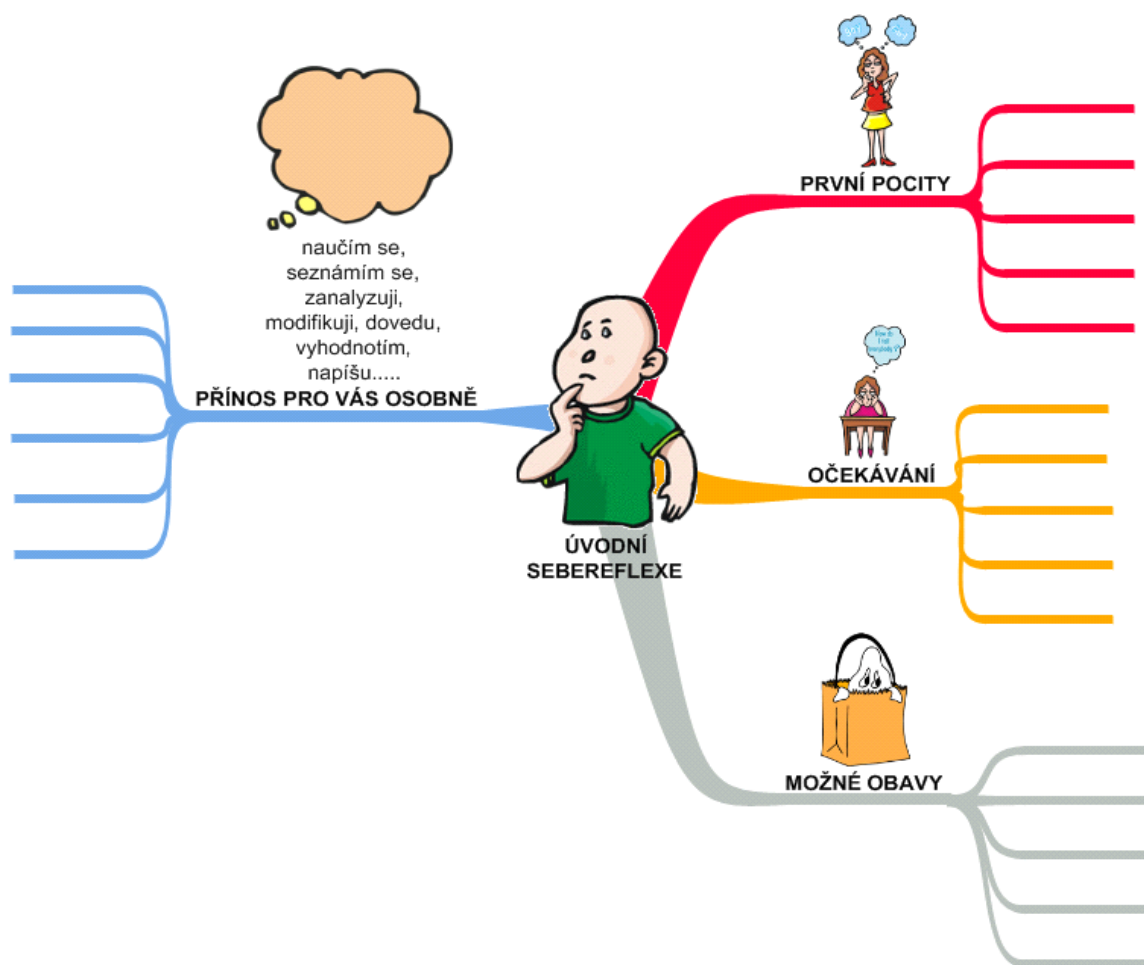 PRVNÍ POCITY
naučím se,
seznámím se,
zanalyzuji,
modifikuji, dovedu,
vyhodnotím,
napíšu.....
PŘÍNOS PRO VÁS OSOBNĚ
OČEKÁVÁNÍ
ÚVODNÍ
SEBEREFLEXE
MOŽNÉ OBAVY